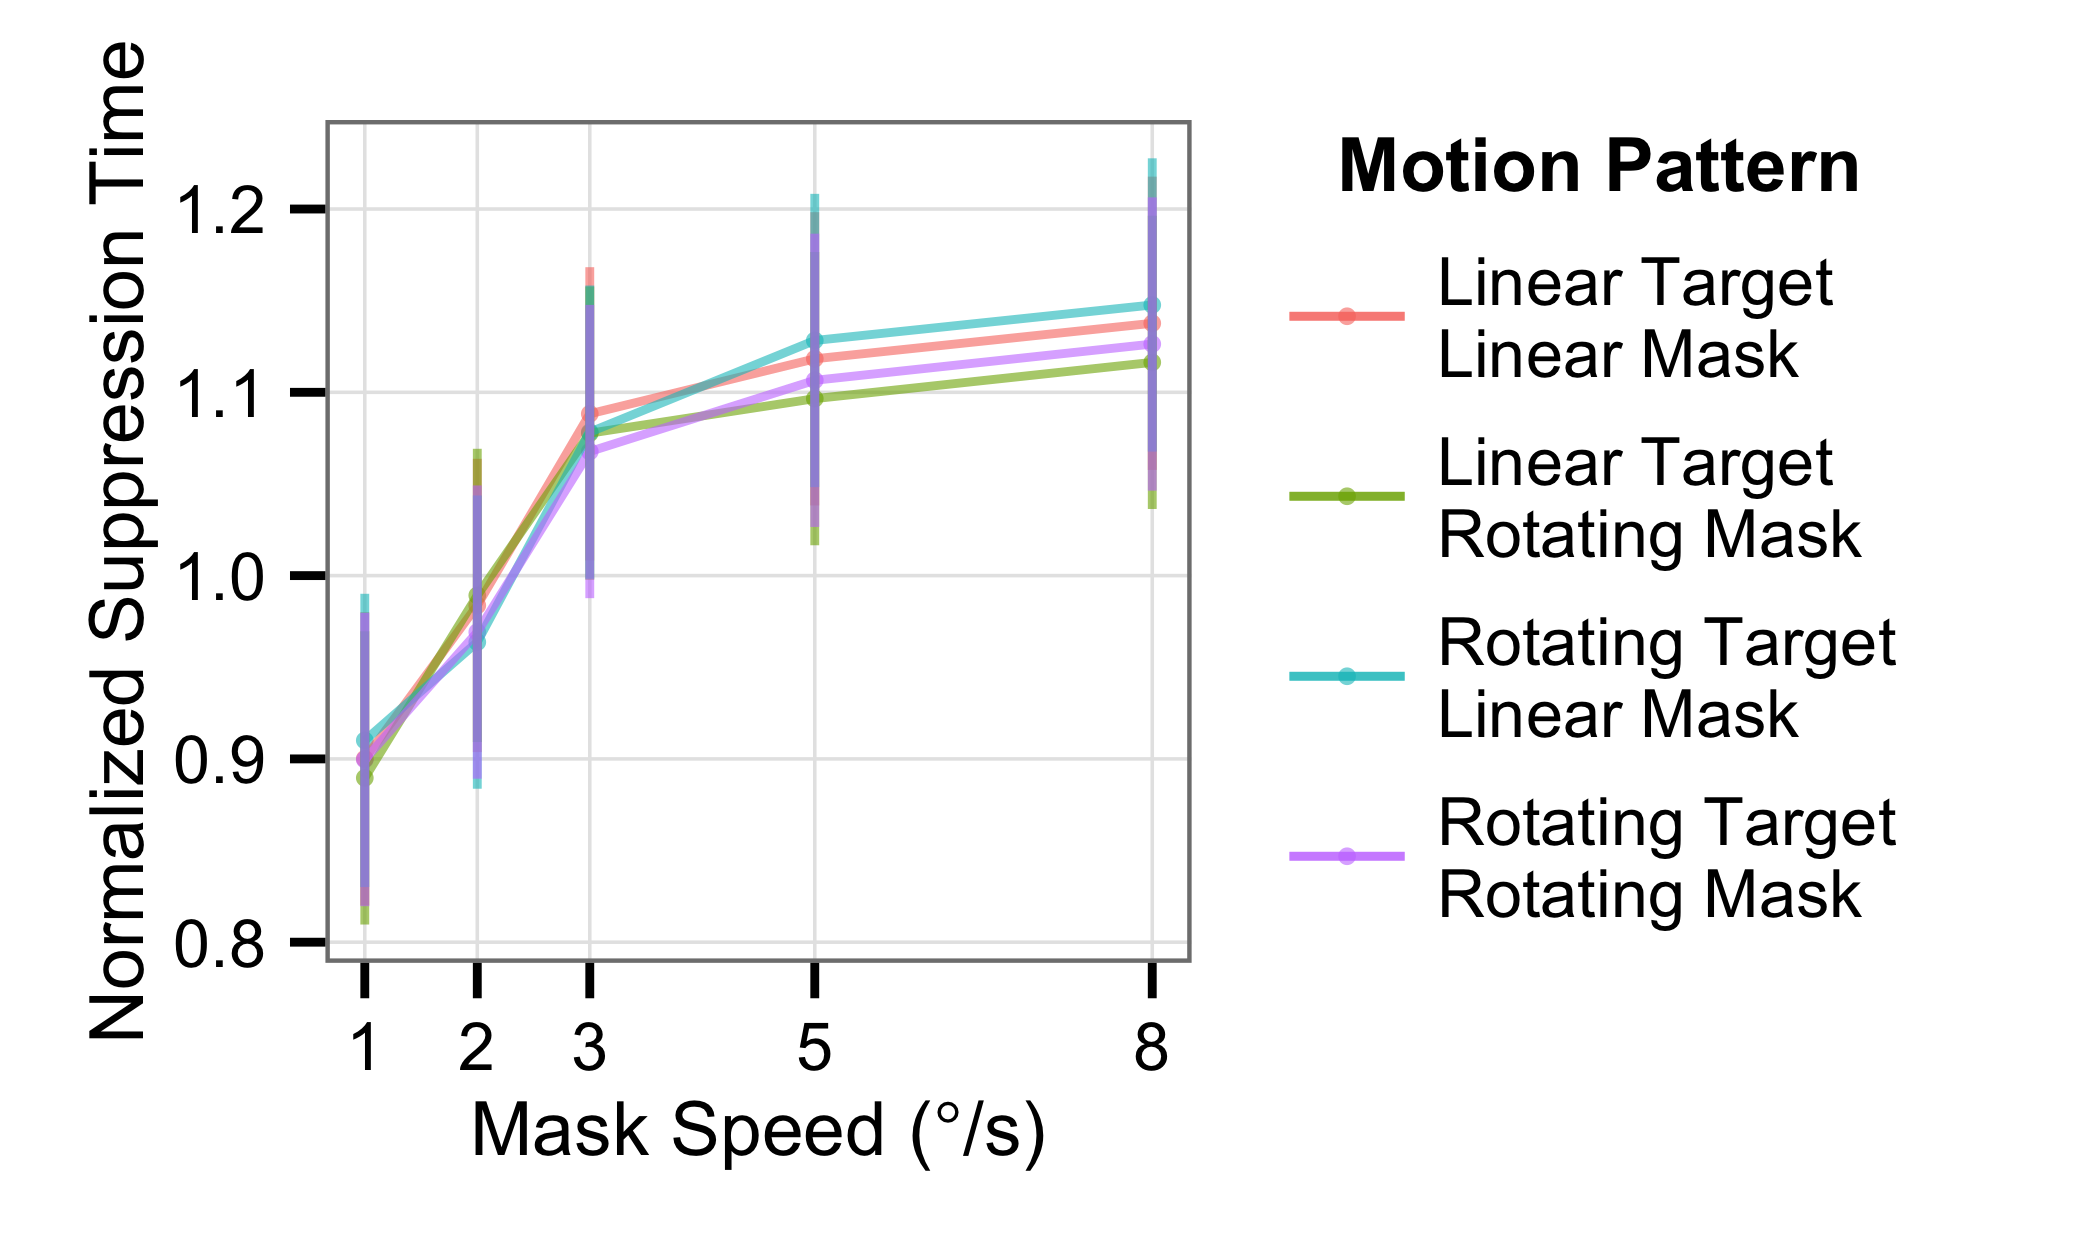 Normalized Suppression Time
1.2
1.1
1.0
0.9
0.8
1 2 3 5 8
Mask Speed (°/s)
Motion Pattern
Linear Target
Linear Mask
Linear Target
Rotating Mask
Rotating Target
Linear Mask
Rotating Target
Rotating Mask